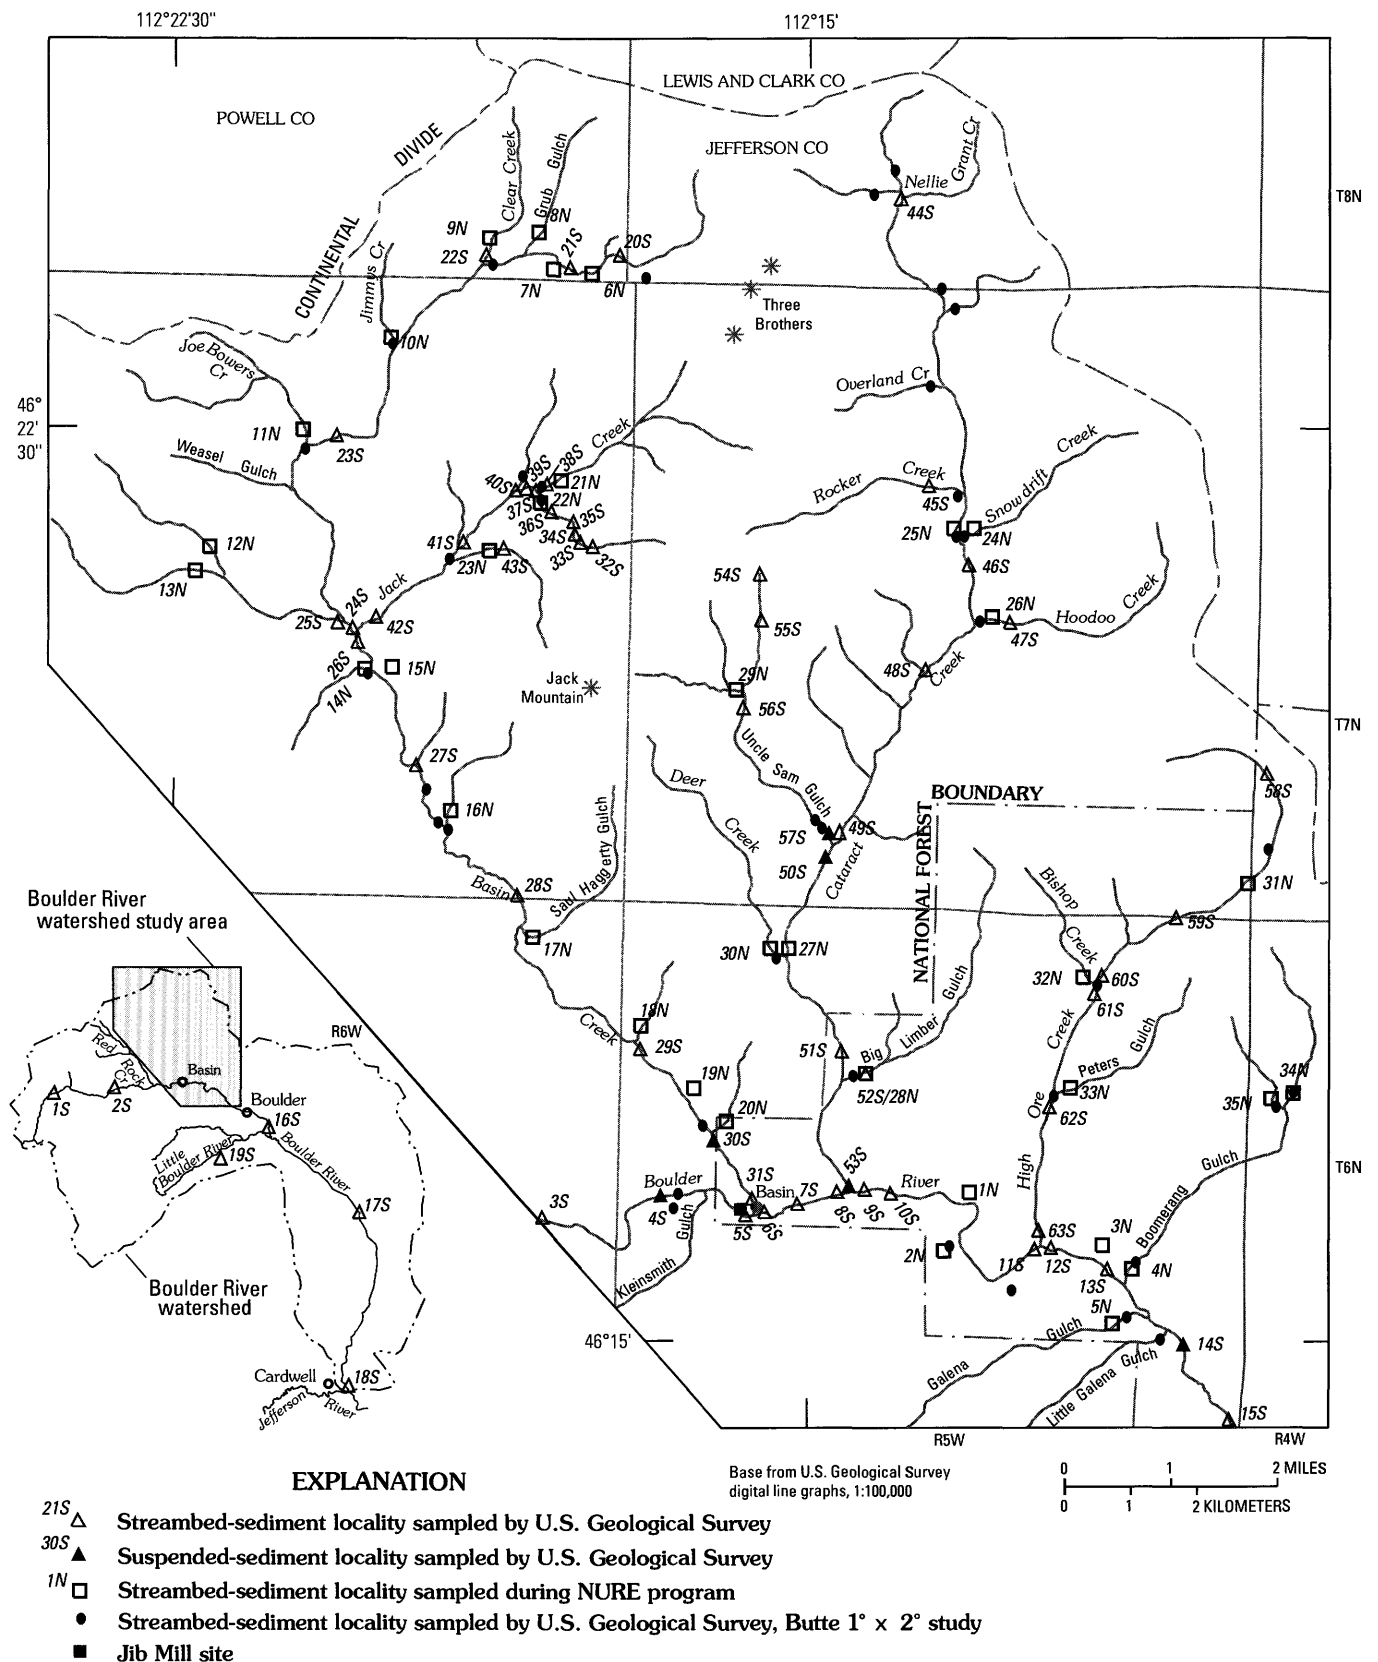 112°22'30"
112°15'
LEWIS AND CLARK CO
POWELL CO
DIVIDE
JEFFERSON CO
Clear Creek
Grub Gulch
Nellie
Grant Cr
T8N
44S
9N
8N
22S
21S
20S
7N
6N
CONTINENTAL
Jimmys Cr
Three
Brothers
10N
Joe Bowers
Cr
Overland Cr
46°
22'
30"
11N
23S
Weasel Gulch
Creek
Snowdrift Creek
Rocker Creek
40S
39S
38S
21N
37S
22N
36S
35S
34S
33S
32S
45S
25N
24N
12N
13N
41S
23N
43S
Jack
46S
54S
55S
26N
47S
Hoodoo Creek
25S
24S
42S
26S
14N
15N
48S
Creek
Jack
Mountain
29N
56S
T7N
27S
Uncle Sam Gulch
Deer
Creek
16N
BOUNDARY
NATIONAL FOREST
57S
49S
50S
Cataract
58S
Saul Haggerty Gulch
Basin
28S
17N
Bishop
Creek
31N
59S
Boulder River
watershed study area
30N
27N
32N
60S
61S
18N
29S
Creek
51S
Big Limber Gulch
52S/28N
Creek
Peters Gulch
33N
Ore
62S
34N
35N
19N
20N
30S
R6W
Red Rock
Cr
Basin
1S
2S
Boulder
16S
Little
Boulder River
19S
Boulder River
17S
Boulder River
watershed
Cardwell
18S
Jefferson River
T6N
3S
Boulder
4S
31S
Basin
5S
6S
7S
53S
8S
9S
10S
River
1N
High
Gulch
Boomerang
63S
3N
2N
11S
12S
13S
4N
5N
Kleinsmith Gulch
46°15'
Galena Gulch
Little Galena Gulch
14S
15S
R5W
R4W
EXPLANATION
Base from U.S. Geological Survey
digital line graphs, 1:100,000
0 1 2 MILES
0 1 2 KILOMETERS
21S Streambed-sediment locality sampled by U.S. Geological Survey
30S Suspended-sediment locality sampled by U.S. Geological Survey
1N Streambed-sediment locality sampled during NURE program
Streambed-sediment locality sampled by U.S. Geological Survey, Butte 1° x 2° study
Jib Mill site